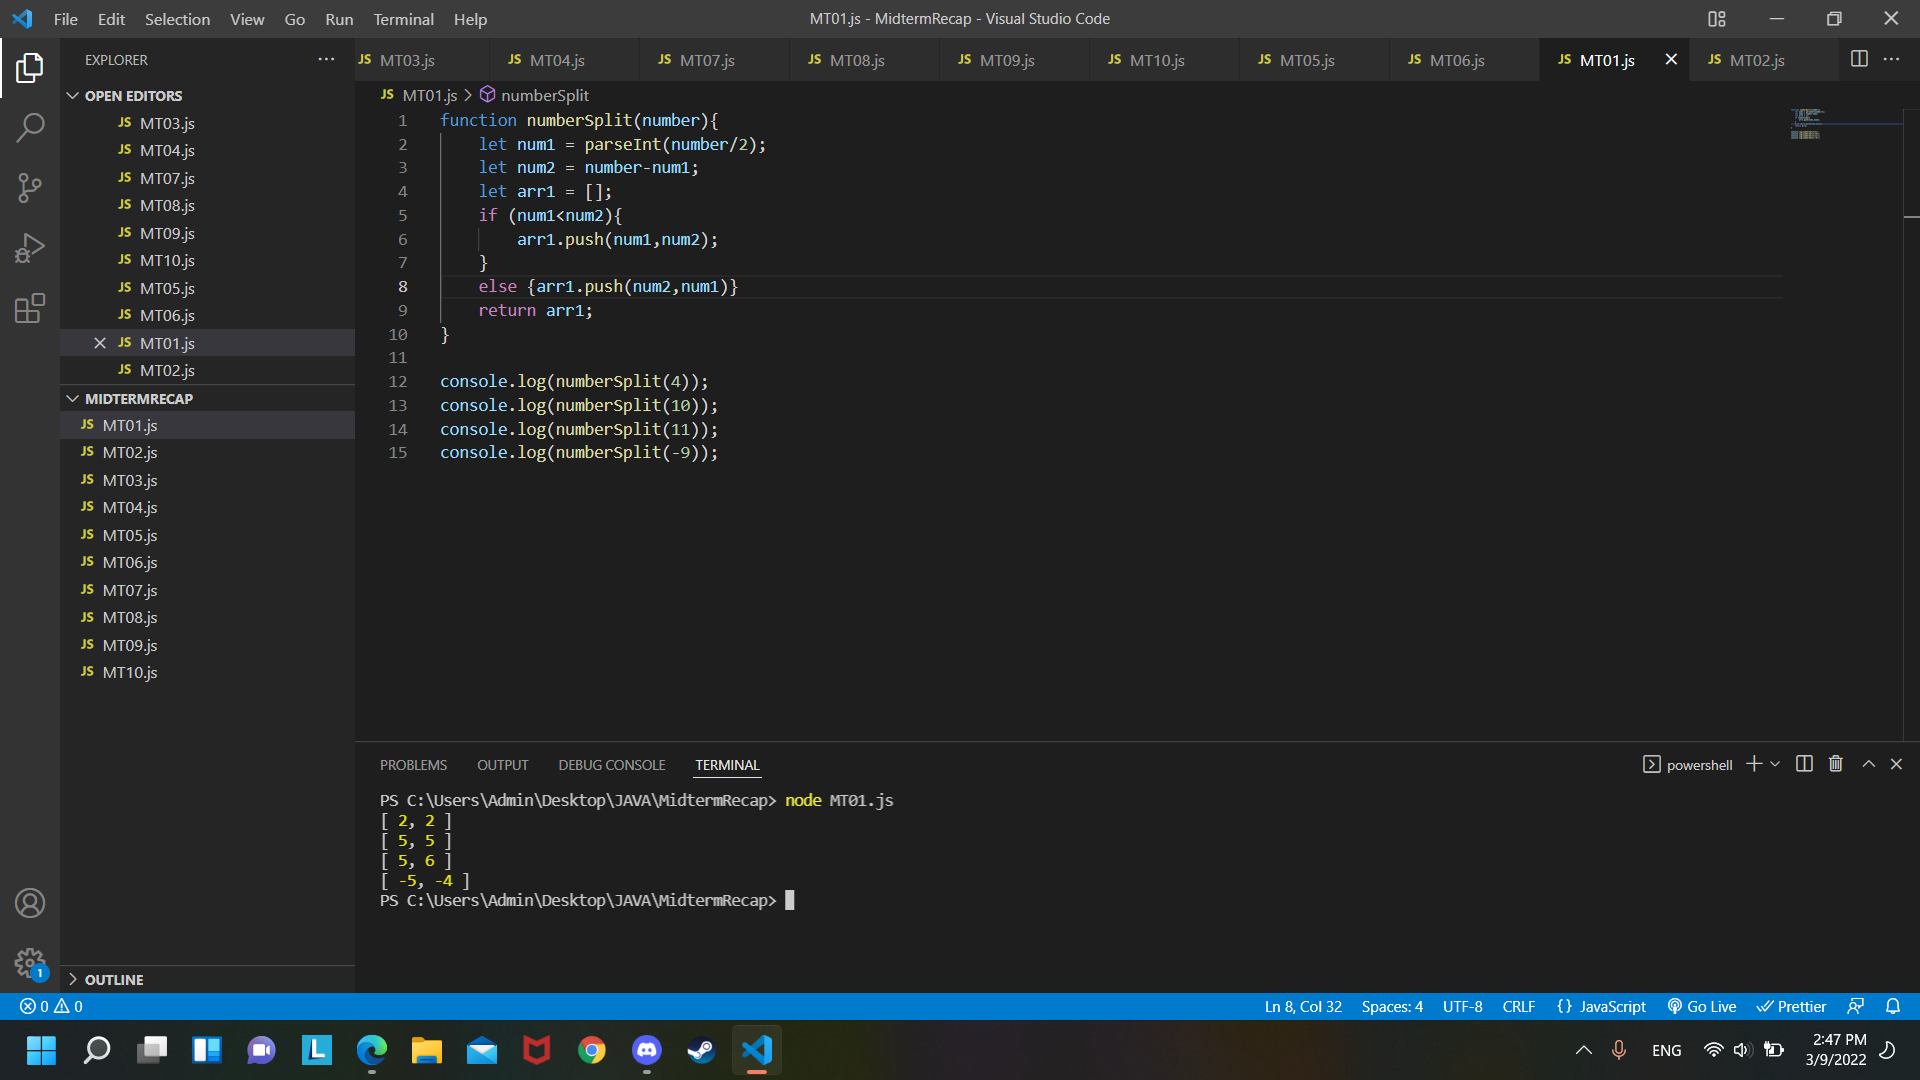 File Edit Selection View Go Run Terminal Help
MT01.js - MidtermRecap - Visual Studio Code
EXPLORER
OPEN EDITORS
JS MT03.js
JS MT04.js
JS MT07.js
JS MT08.js
JS MT09.js
JS MT10.js
JS MT05.js
JS MT06.js
JS MT01.js
JS MT02.js
MIDTERMRECAP
JS MT01.js
JS MT02.js
JS MT03.js
JS MT04.js
JS MT05.js
JS MT06.js
JS MT07.js
JS MT08.js
JS MT09.js
JS MT10.js
OUTLINE
JS MT03.js JS MT04.js JS MT07.js JS MT08.js JS MT09.js JS MT10.js JS MT05.js JS MT06.js JS MT01.js JS MT02.js
JS MT01.js > numberSplit
1 function numberSplit(number){
2 let num1 = parseInt(number/2);
3 let num2 = number-num1;
4 let arr1 = [];
5 if (num1<num2){
6 arr1.push(num1,num2);
7 }
8 else {arr1.push(num2,num1)}
9 return arr1;
10 }
11
12 console.log(numberSplit(4));
13 console.log(numberSplit(10));
14 console.log(numberSplit(11));
15 console.log(numberSplit(-9));
PROBLEMS OUTPUT DEBUG CONSOLE TERMINAL
powershell
PS C:\Users\Admin\Desktop\JAVA\MidtermRecap> node MT01.js
[ 2, 2 ]
[ 5, 5 ]
[ 5, 6 ]
[ -5, -4 ]
PS C:\Users\Admin\Desktop\JAVA\MidtermRecap>
1
0 0
Ln 8, Col 32 Spaces: 4 UTF-8 CRLF {} JavaScript Go Live Prettier
L
ENG
2:47 PM
3/9/2022